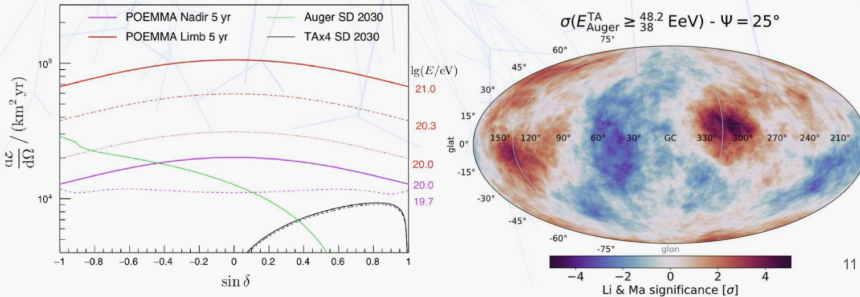 POEMMA Nadir 5 yr
POEMMA Limb 5 yr
Auger SD 2030
TAx4 SD 2030
lg(E/eV)
10⁵
10⁴
21.0
20.3
20.0
20.0
19.7
/ (km² yr)
dΩ
-1 -0.8 -0.6 -0.4 -0.2 0 0.2 0.4 0.6 0.8 1
sin δ
σ(E^TA_Auger ≥ ^48.2_38 EeV) - Ψ = 25°
75°
60°
45°
30°
15°
0°
-15°
-30°
-45°
-60°
-75°
glat
150° 120° 90° 60° 30° GC 330° 300° 270° 240° 210°
glon
−4 −2 0 2 4
Li & Ma significance [σ]
11